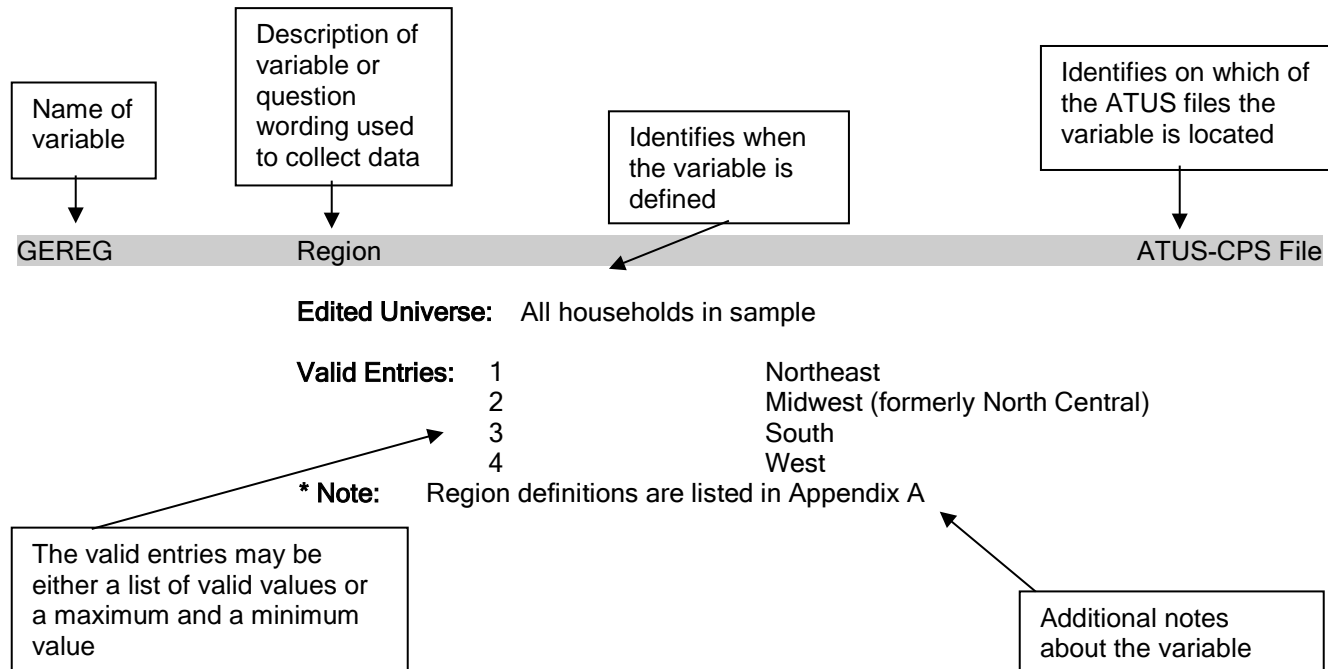 Name of
variable
Description of
variable or
question
wording used
to collect data
Identifies when
the variable is
defined
Identifies on which of
the ATUS files the
variable is located
GEREG Region ATUS-CPS File
Edited Universe: All households in sample
Valid Entries: 1 Northeast
2 Midwest (formerly North Central)
3 South
4 West
* Note: Region definitions are listed in Appendix A
The valid entries may be
either a list of valid values or
a maximum and a minimum
value
Additional notes
about the variable